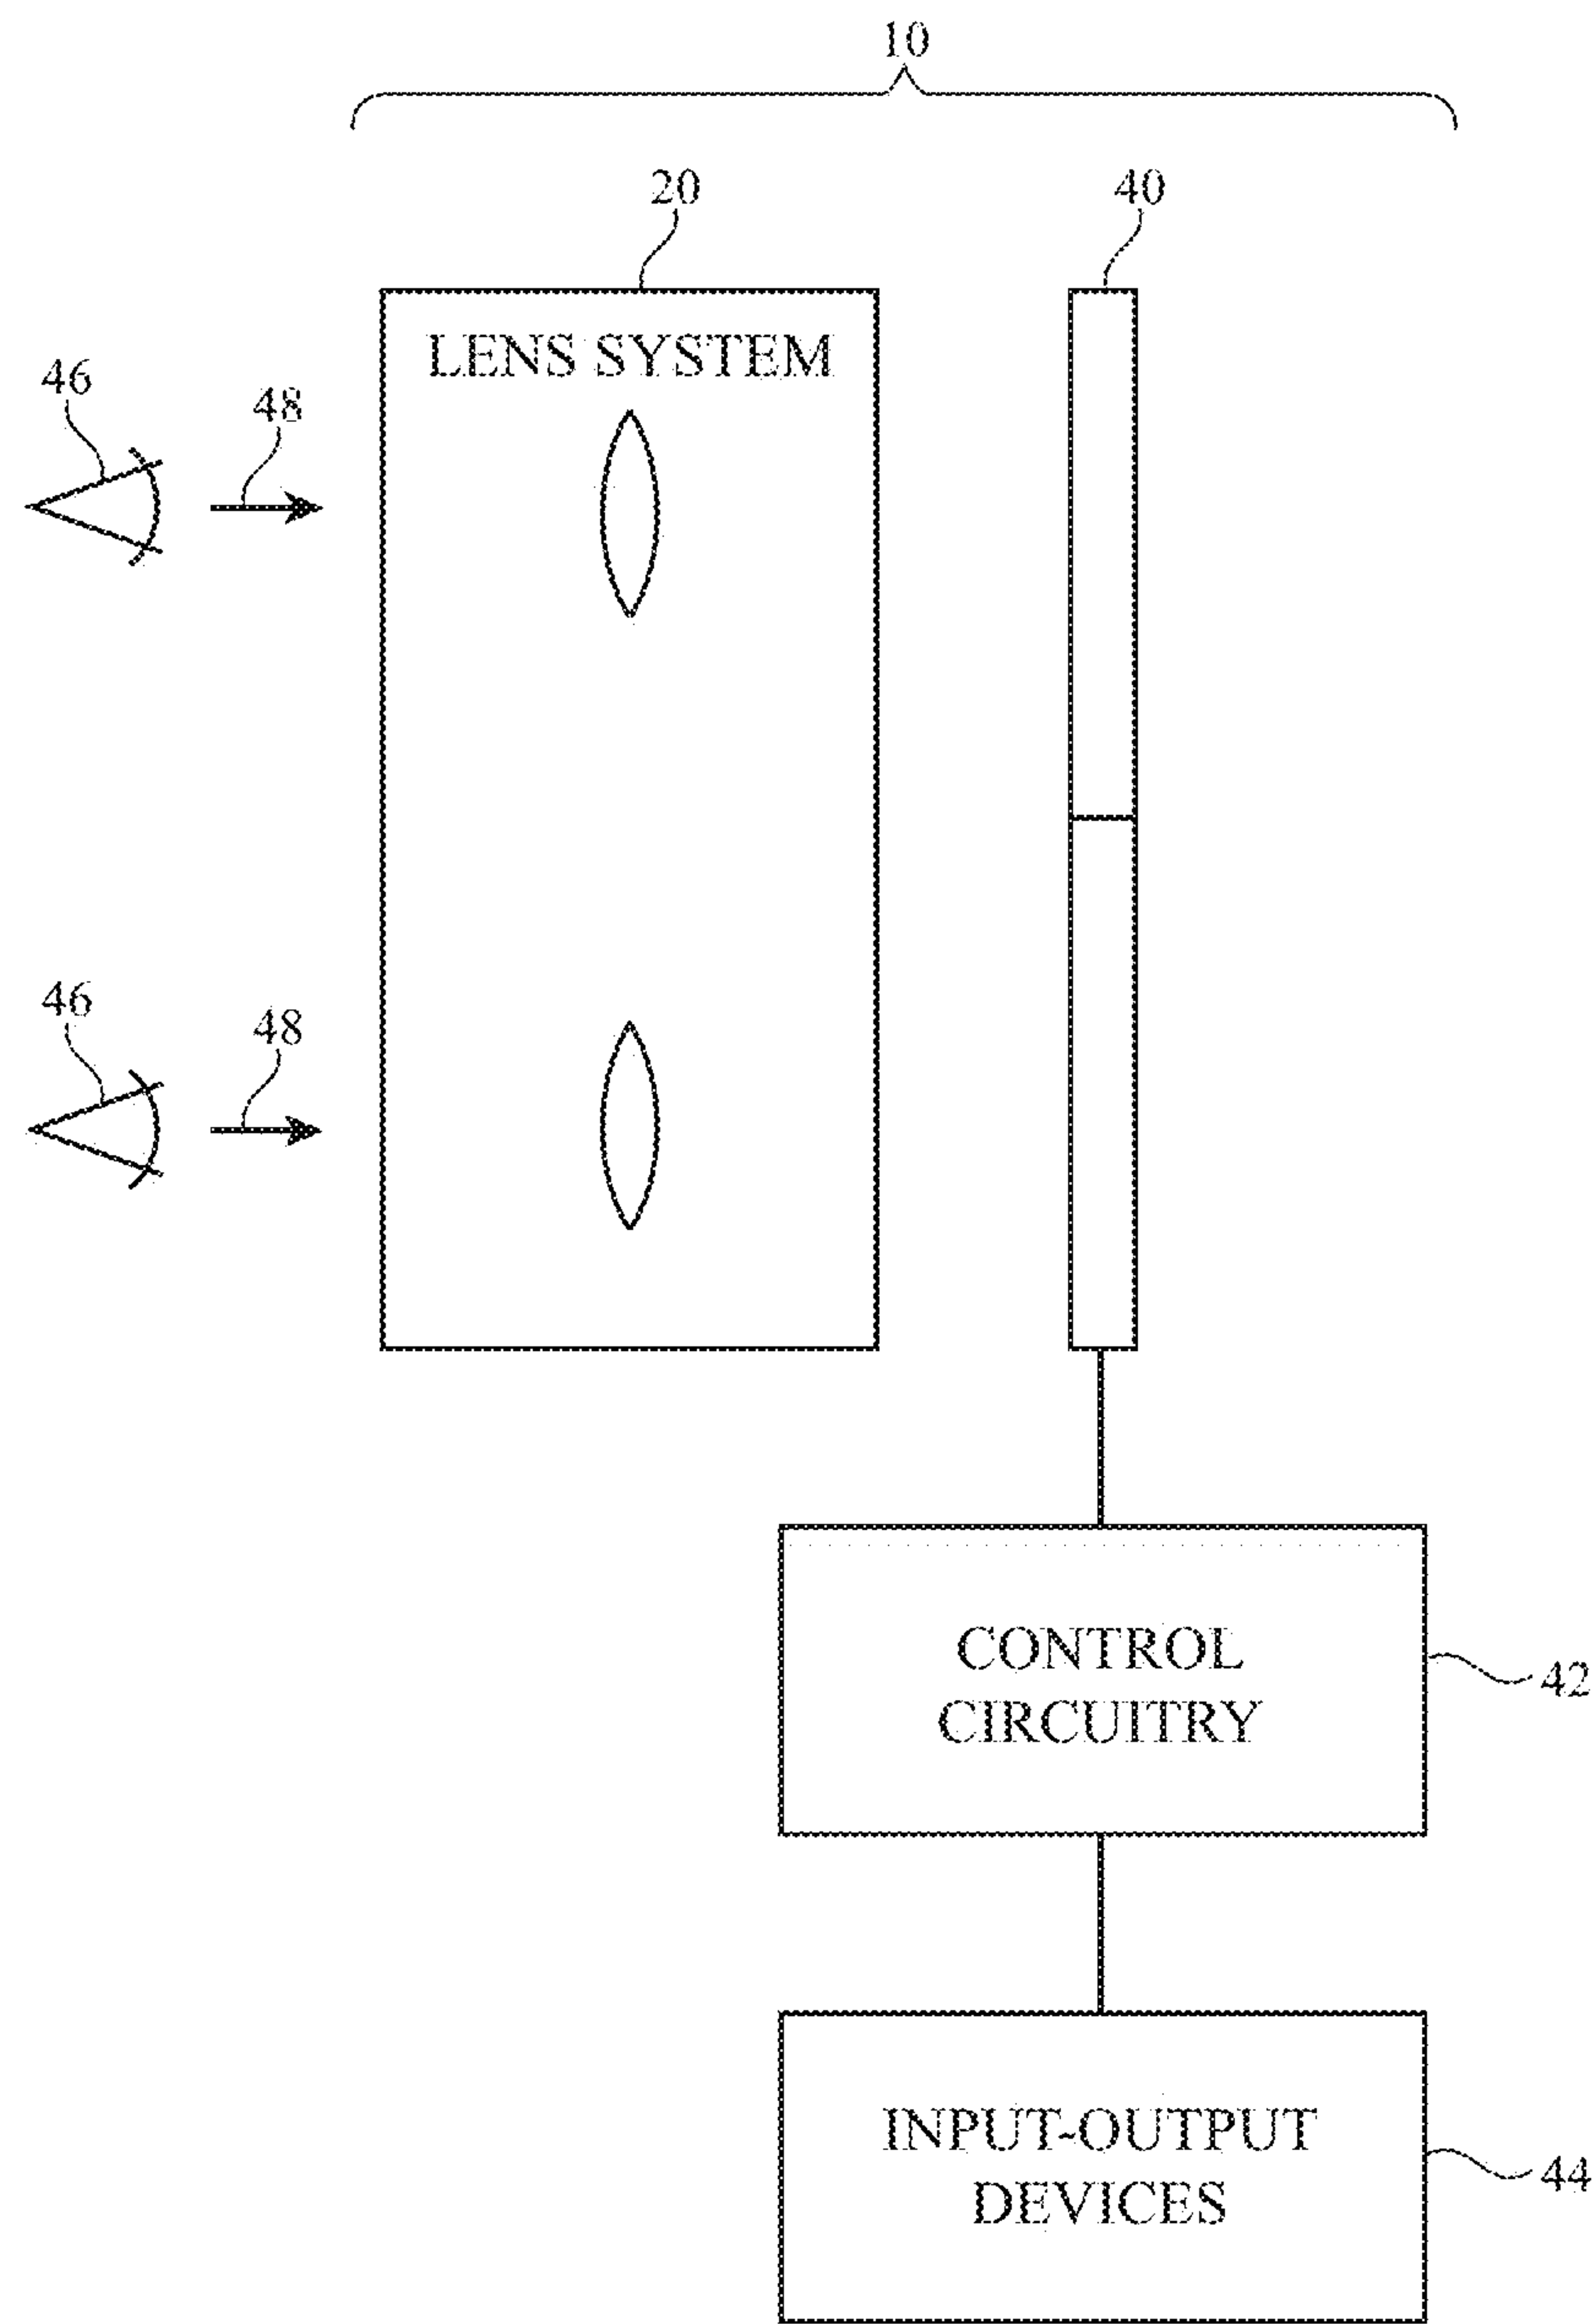 10
20
40
LENS SYSTEM
46
48
46
48
CONTROL
CIRCUITRY
42
INPUT-OUTPUT
DEVICES
44